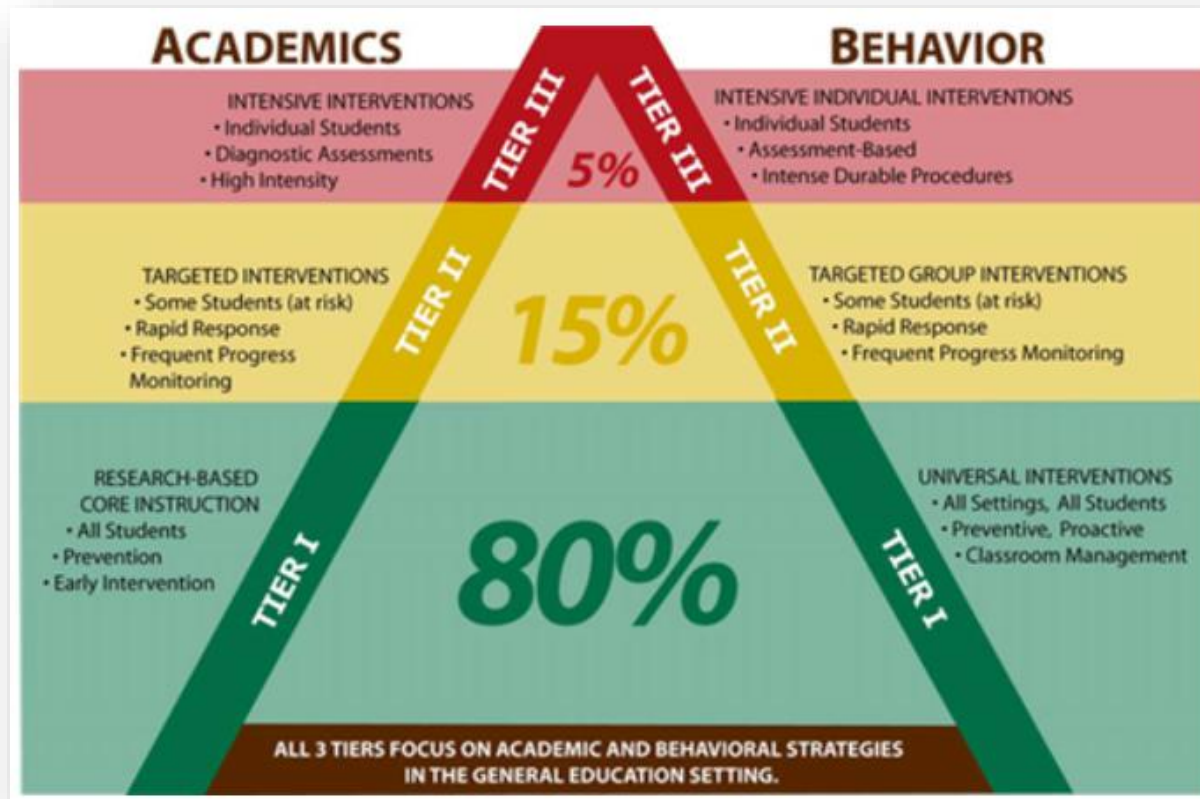 ACADEMICS
BEHAVIOR
INTENSIVE INTERVENTIONS
• Individual Students
• Diagnostic Assessments
• High Intensity
TIER III
5%
TIER III
INTENSIVE INDIVIDUAL INTERVENTIONS
• Individual Students
• Assessment-Based
• Intense Durable Procedures
TARGETED INTERVENTIONS
• Some Students (at risk)
• Rapid Response
• Frequent Progress
Monitoring
TIER II
15%
TIER II
TARGETED GROUP INTERVENTIONS
• Some Students (at risk)
• Rapid Response
• Frequent Progress Monitoring
RESEARCH-BASED
CORE INSTRUCTION
• All Students
• Prevention
• Early Intervention
TIER I
80%
TIER I
UNIVERSAL INTERVENTIONS
• All Settings, All Students
• Preventive, Proactive
• Classroom Management
ALL 3 TIERS FOCUS ON ACADEMIC AND BEHAVIORAL STRATEGIES
IN THE GENERAL EDUCATION SETTING.